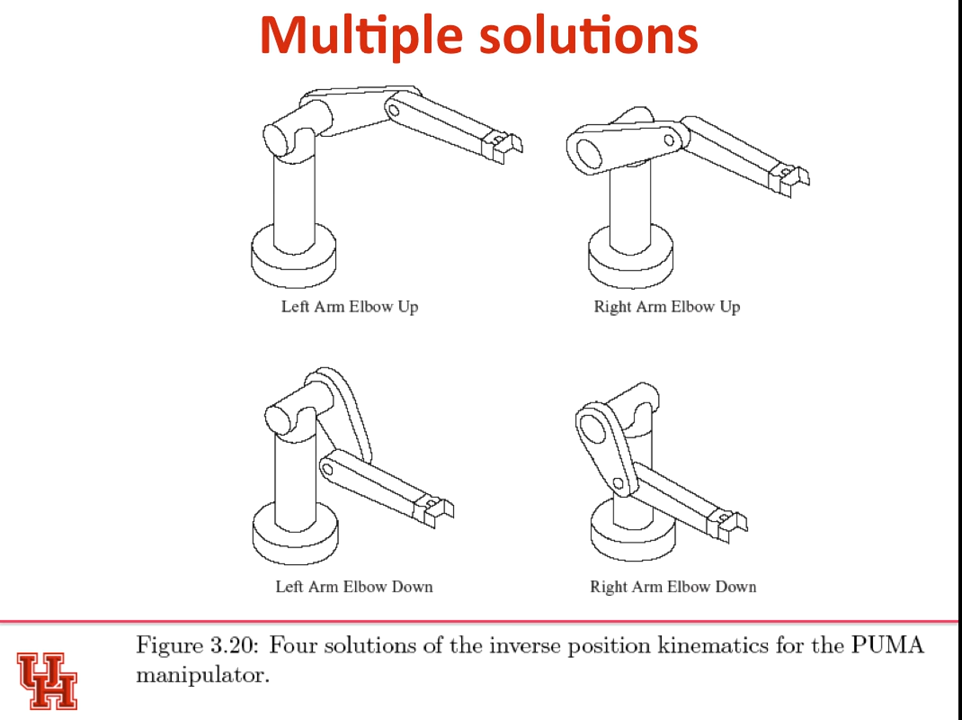 Multiple solutions
Left Arm Elbow Up
Right Arm Elbow Up
Left Arm Elbow Down
Right Arm Elbow Down
Figure 3.20: Four solutions of the inverse position kinematics for the PUMA
manipulator.
UH